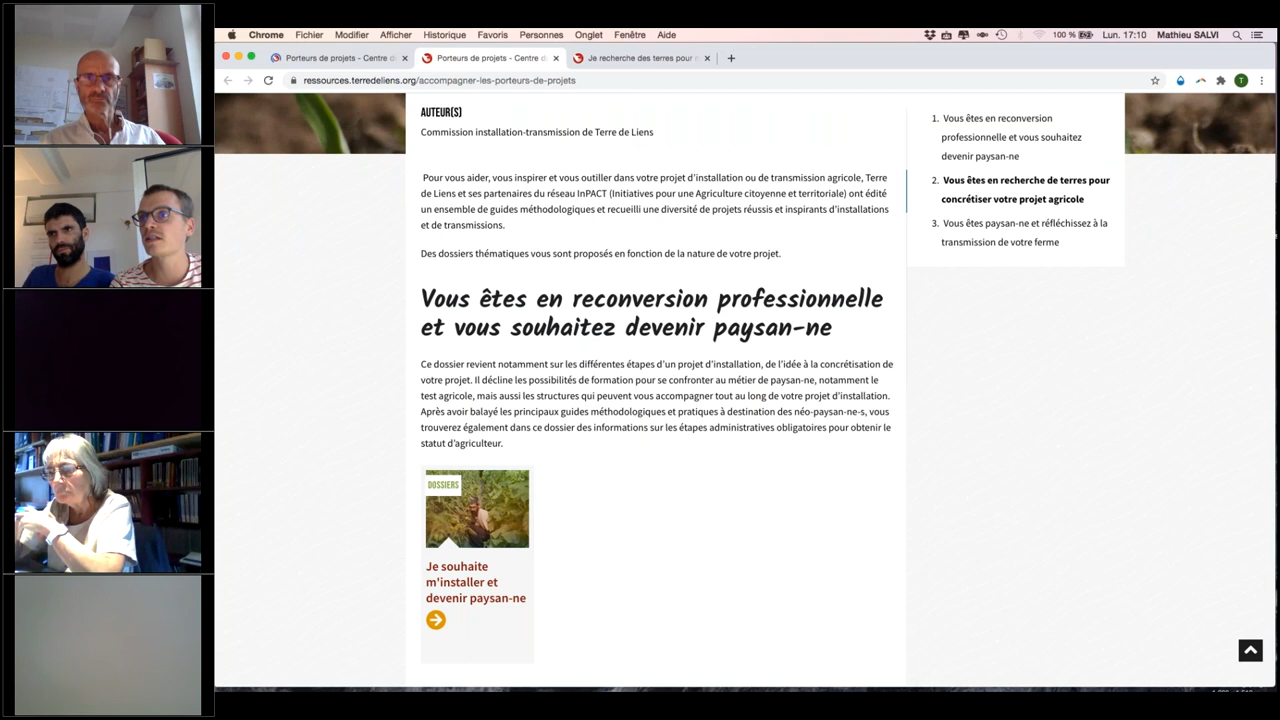 Chrome Fichier Modifier Afficher Historique Favoris Personnes Onglet Fenêtre Aide 100 % Lun. 17:10 Mathieu SALVI
Porteurs de projets - Centre d Porteurs de projets - Centre d Je recherche des terres pour
ressources.terredeliens.org/accompagner-les-porteurs-de-projets
T
AUTEUR(S)
Commission installation-transmission de Terre de Liens
Pour vous aider, vous inspirer et vous outiller dans votre projet d'installation ou de transmission agricole, Terre
de Liens et ses partenaires du réseau InPACT (Initiatives pour une Agriculture citoyenne et territoriale) ont édité
un ensemble de guides méthodologiques et recueilli une diversité de projets réussis et inspirants d'installations
et de transmissions.
Des dossiers thématiques vous sont proposés en fonction de la nature de votre projet.
Vous êtes en reconversion professionnelle
et vous souhaitez devenir paysan-ne
Ce dossier revient notamment sur les différentes étapes d'un projet d'installation, de l'idée à la concrétisation de
votre projet. Il décline les possibilités de formation pour se confronter au métier de paysan-ne, notamment le
test agricole, mais aussi les structures qui peuvent vous accompagner tout au long de votre projet d'installation.
Après avoir balayé les principaux guides méthodologiques et pratiques à destination des néo-paysan-ne-s, vous
trouverez également dans ce dossier des informations sur les étapes administratives obligatoires pour obtenir le
statut d'agriculteur.
DOSSIERS
Je souhaite
m'installer et
devenir paysan-ne
1. Vous êtes en reconversion
professionnelle et vous souhaitez
devenir paysan-ne
2. Vous êtes en recherche de terres pour
concrétiser votre projet agricole
3. Vous êtes paysan-ne et réfléchissez à la
transmission de votre ferme